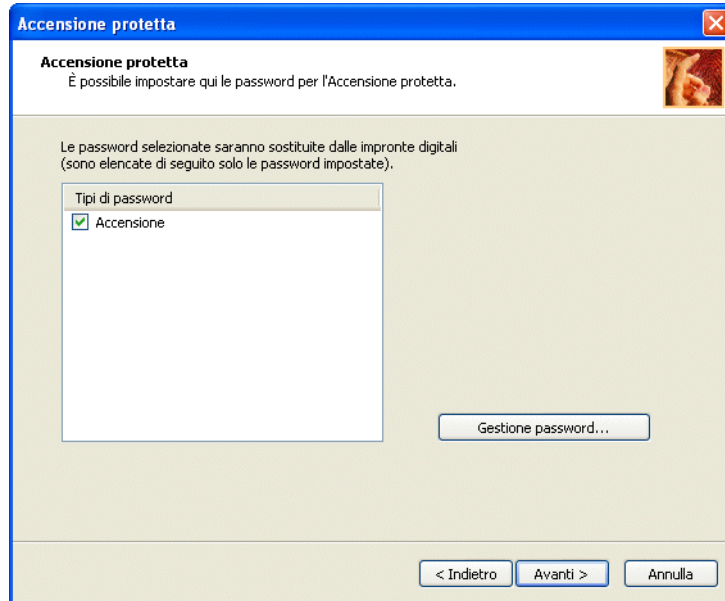 Accensione protetta
Accensione protetta
È possibile impostare qui le password per l'Accensione protetta.
Le password selezionate saranno sostituite dalle impronte digitali
(sono elencate di seguito solo le password impostate).
Tipi di password
Accensione
Gestione password...
< Indietro
Avanti >
Annulla